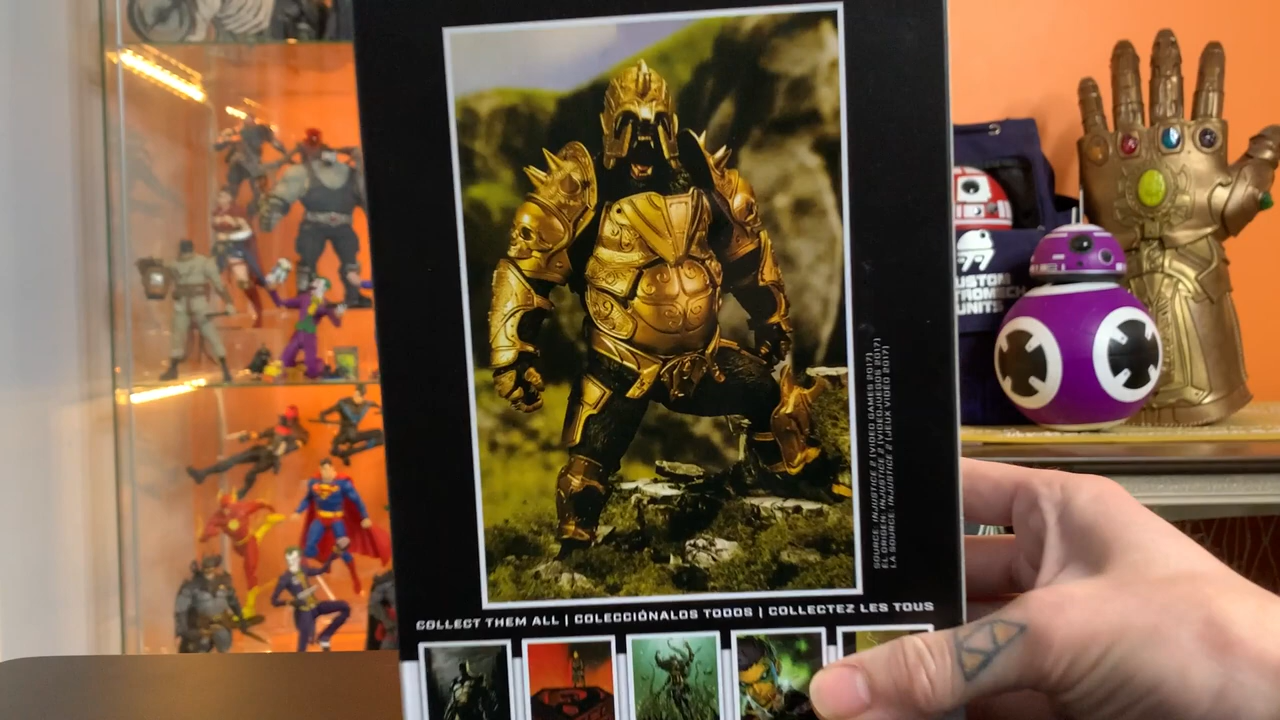 SOURCE: INJUSTICE 2 (VIDEO GAMES 2017)
EL ORIGEN: INJUSTICE 2 (VIDEOJUEGOS 2017)
LA SOURCE: INJUSTICE 2 (JEUX VIDÉO 2017)
COLLECT THEM ALL | COLECCIÓNALOS TODOS | COLLECTEZ LES TOUS
UNITS